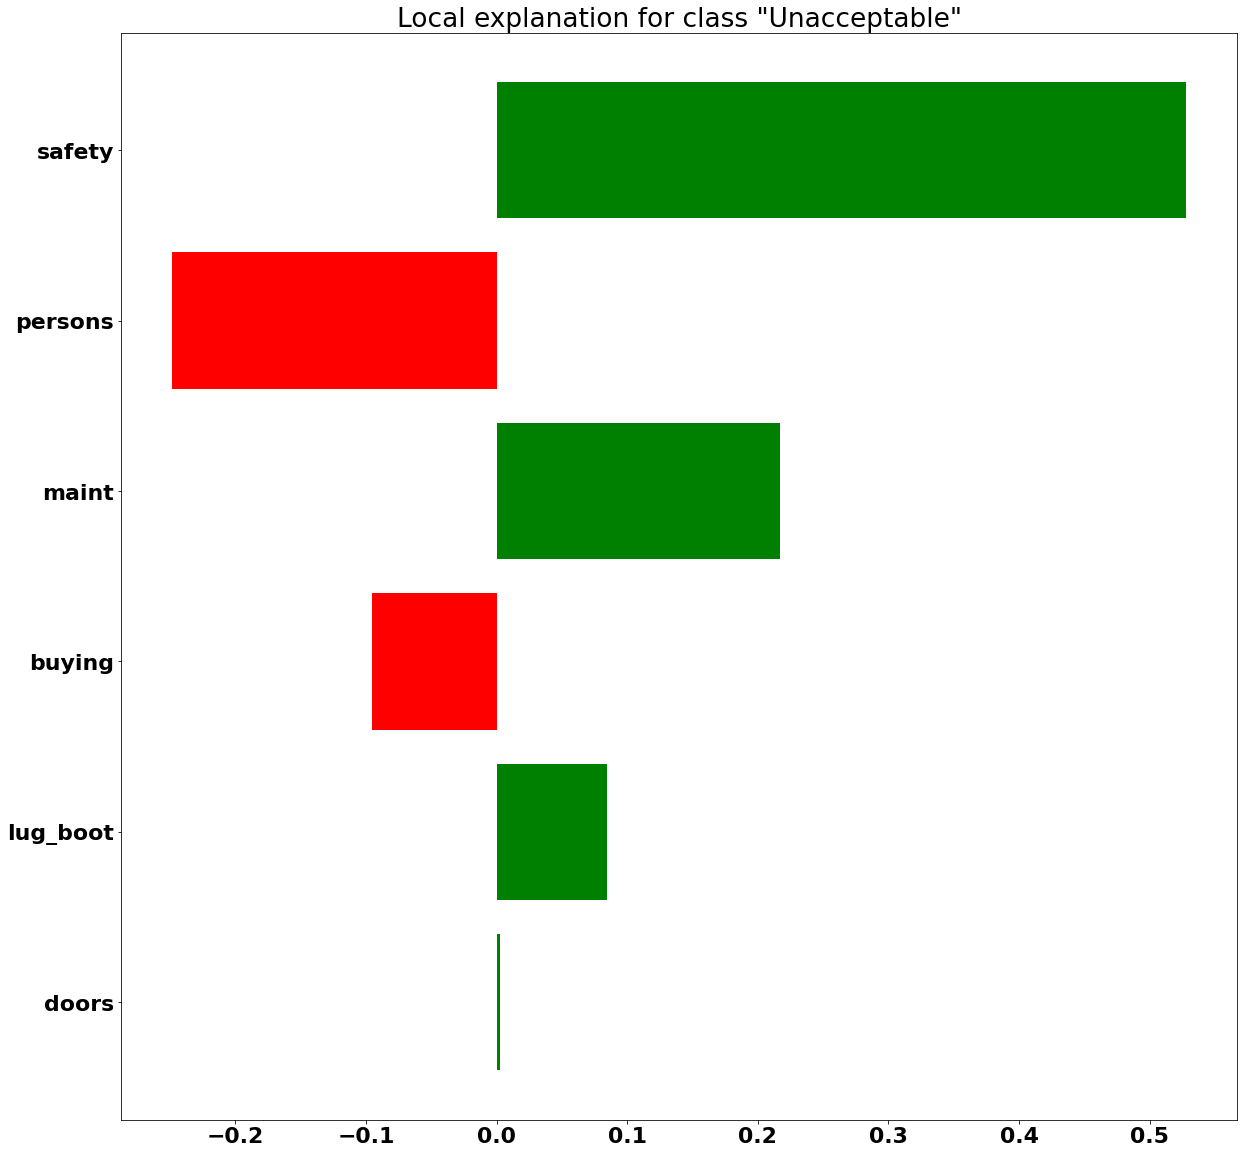 Local explanation for class "Unacceptable"
safety
persons
maint
buying
lug_boot
doors
−0.2 −0.1 0.0 0.1 0.2 0.3 0.4 0.5